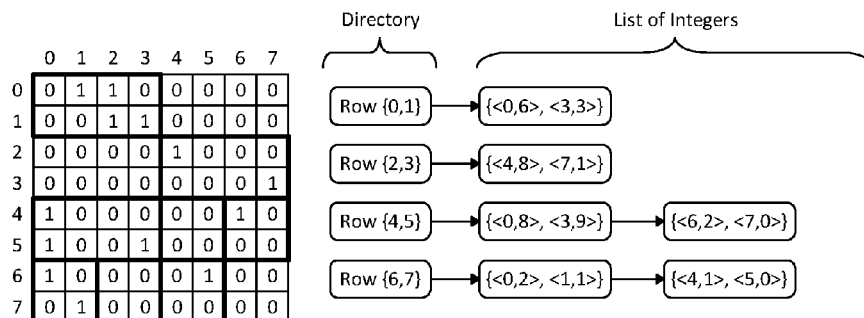 Directory
List of Integers
0 1 2 3 4 5 6 7
0 0 1 1 0 0 0 0 0
1 0 0 1 1 0 0 0 0
2 0 0 0 0 1 0 0 0
3 0 0 0 0 0 0 0 1
4 1 0 0 0 0 0 1 0
5 1 0 0 1 0 0 0 0
6 1 0 0 0 0 1 0 0
7 0 1 0 0 0 0 0 0
Row {0,1}
{<0,6>, <3,3>}
Row {2,3}
{<4,8>, <7,1>}
Row {4,5}
{<0,8>, <3,9>}
{<6,2>, <7,0>}
Row {6,7}
{<0,2>, <1,1>}
{<4,1>, <5,0>}